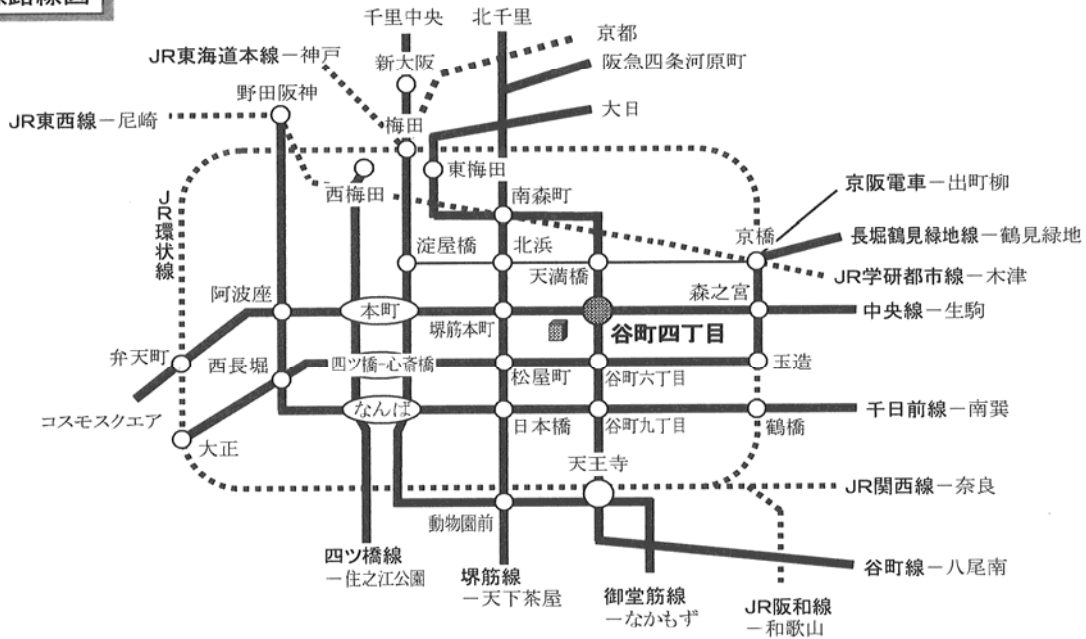 千里中央
北千里
京都
JR東海道本線－神戸
新大阪
阪急四条河原町
野田阪神
大日
JR東西線－尾崎
梅田
東梅田
西梅田
南森町
京阪電車－出町柳
JR環状線
淀屋橋
北浜
天満橋
京橋
長堀鶴見緑地線－鶴見緑地
JR学研都市線－木津
阿波座
本町
堺筋本町
谷町四丁目
森之宮
中央線－生駒
弁天町
西長堀
四ツ橋-心斎橋
松屋町
谷町六丁目
玉造
コスモスクエア
大正
なんば
日本橋
谷町九丁目
鶴橋
千日前線－南巽
天王寺
JR関西線－奈良
動物園前
四ツ橋線
－住之江公園
堺筋線
－天下茶屋
御堂筋線
－なかもず
谷町線－八尾南
JR阪和線
－和歌山